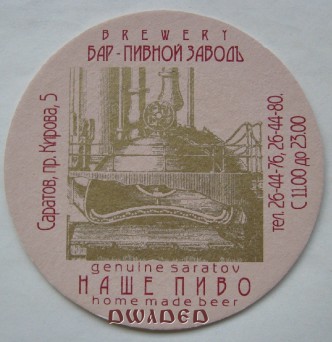 BREWERY
БАР-ПИВНОЙ ЗАВОДЪ
Саратов, пр. Кирова, 5
тел. 26-44-76, 26-44-80.
С 11.00 до 23.00
genuine saratov
НАШЕ ПИВО
home made beer
DWADED